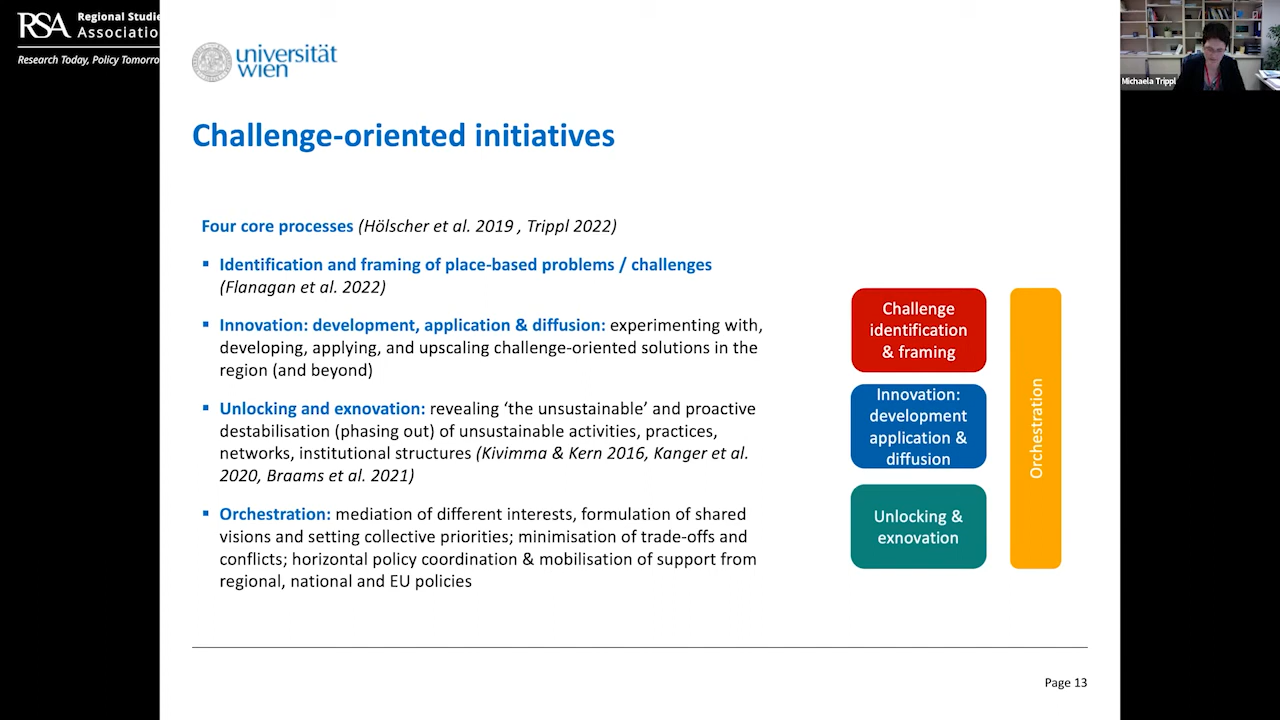 RSA Regional Studie
Associatio
Research Today, Policy Tomorro
universität
wien
Michaela Trippl
Challenge-oriented initiatives
Four core processes (Hölscher et al. 2019 , Trippl 2022)
▪ Identification and framing of place-based problems / challenges
(Flanagan et al. 2022)
▪ Innovation: development, application & diffusion: experimenting with,
developing, applying, and upscaling challenge-oriented solutions in the
region (and beyond)
▪ Unlocking and exnovation: revealing ‘the unsustainable’ and proactive
destabilisation (phasing out) of unsustainable activities, practices,
networks, institutional structures (Kivimma & Kern 2016, Kanger et al.
2020, Braams et al. 2021)
▪ Orchestration: mediation of different interests, formulation of shared
visions and setting collective priorities; minimisation of trade-offs and
conflicts; horizontal policy coordination & mobilisation of support from
regional, national and EU policies
Challenge
identification
& framing
Innovation:
development
application &
diffusion
Unlocking &
exnovation
Orchestration
Page 13